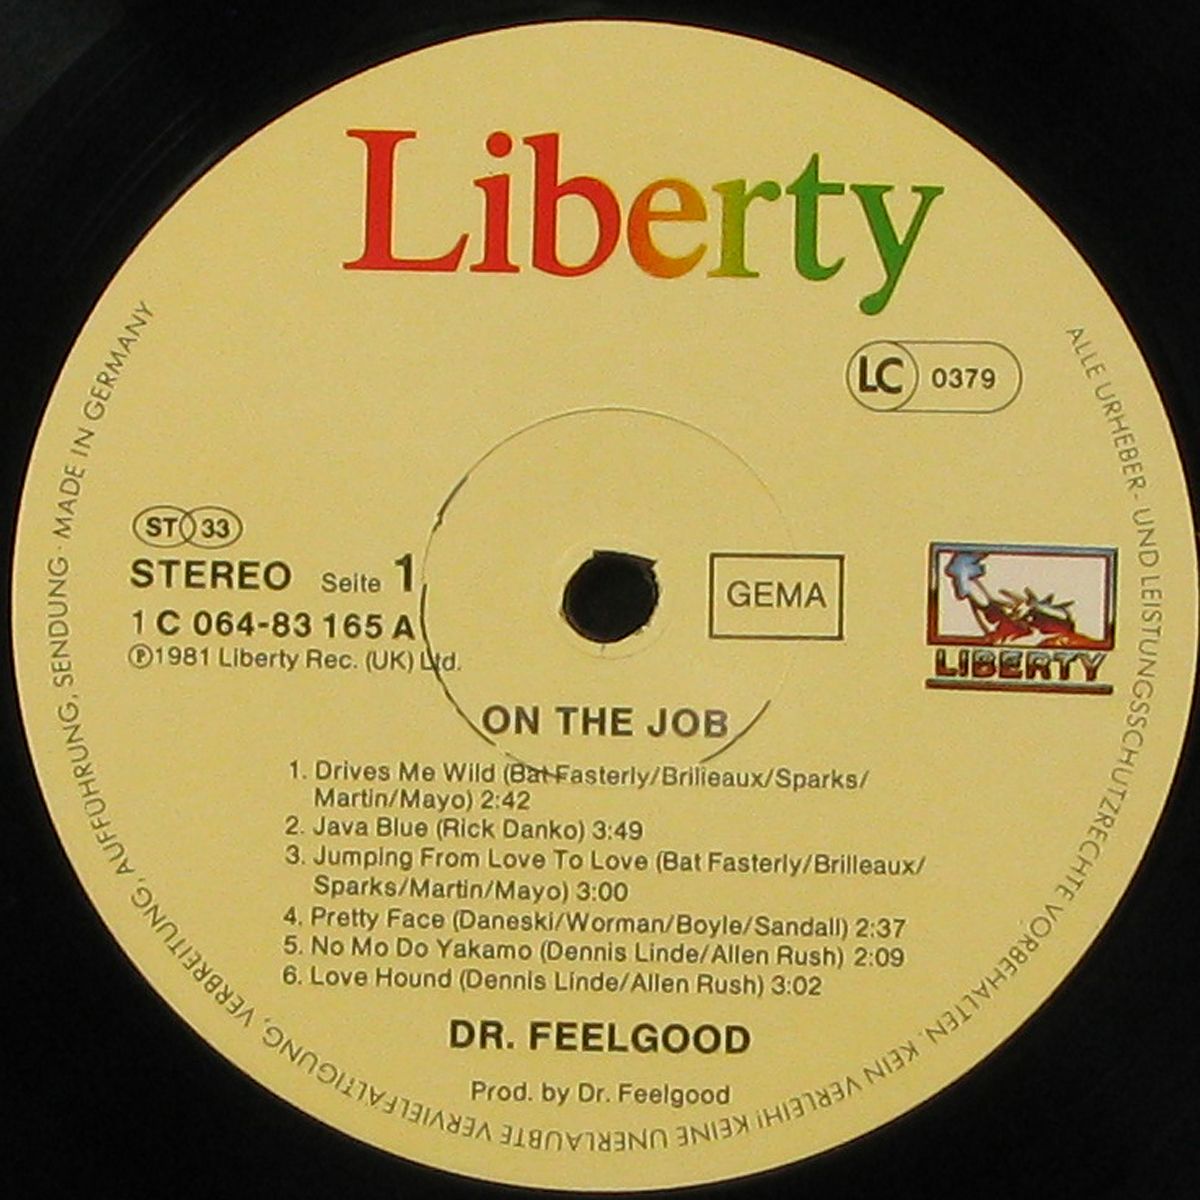 Liberty
LC 0379
ST 33
STEREO Seite 1
1 C 064-83 165 A
Ⓟ1981 Liberty Rec. (UK) Ltd.
GEMA
LIBERTY
ON THE JOB
1. Drives Me Wild (Bat Fasterly/Brilleaux/Sparks/
Martin/Mayo) 2:42
2. Java Blue (Rick Danko) 3:49
3. Jumping From Love To Love (Bat Fasterly/Brilleaux/
Sparks/Martin/Mayo) 3:00
4. Pretty Face (Daneski/Worman/Boyle/Sandall) 2:37
5. No Mo Do Yakamo (Dennis Linde/Allen Rush) 2:09
6. Love Hound (Dennis Linde/Allen Rush) 3:02
DR. FEELGOOD
Prod. by Dr. Feelgood
ALLE URHEBER- UND LEISTUNGSSCHUTZRECHTE VORBEHALTEN. KEIN VERLEIH! KEINE UNERLAUBTE VERVIELFÄLTIGUNG, VERBREITUNG, AUFFÜHRUNG, SENDUNG · MADE IN GERMANY